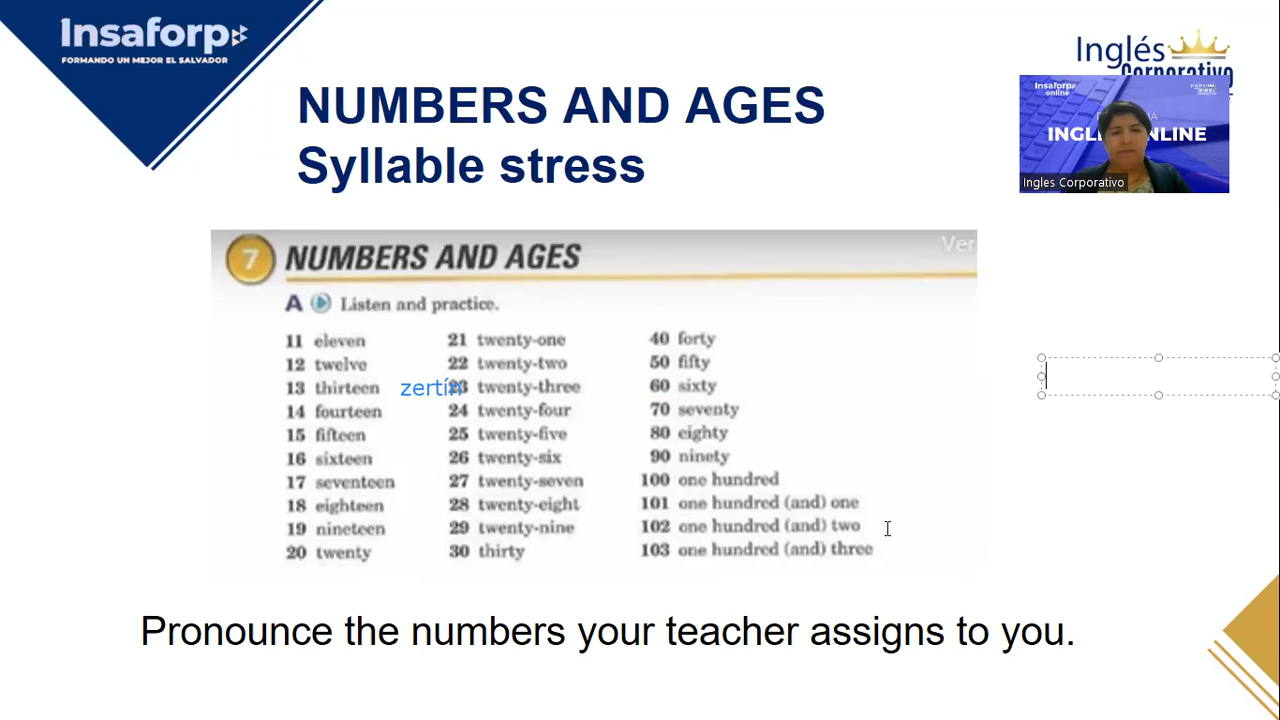 Insaforp
FORMANDO UN MEJOR EL SALVADOR
Inglés
Corporativo
Insaforp
online
INGL
NLINE
Ingles Corporativo
NUMBERS AND AGES
Syllable stress
7 NUMBERS AND AGES
Ver
A Listen and practice.
11 eleven
12 twelve
13 thirteen
14 fourteen
15 fifteen
16 sixteen
17 seventeen
18 eighteen
19 nineteen
20 twenty
zertín
21 twenty-one
22 twenty-two
23 twenty-three
24 twenty-four
25 twenty-five
26 twenty-six
27 twenty-seven
28 twenty-eight
29 twenty-nine
30 thirty
40 forty
50 fifty
60 sixty
70 seventy
80 eighty
90 ninety
100 one hundred
101 one hundred (and) one
102 one hundred (and) two
103 one hundred (and) three
Pronounce the numbers your teacher assigns to you.